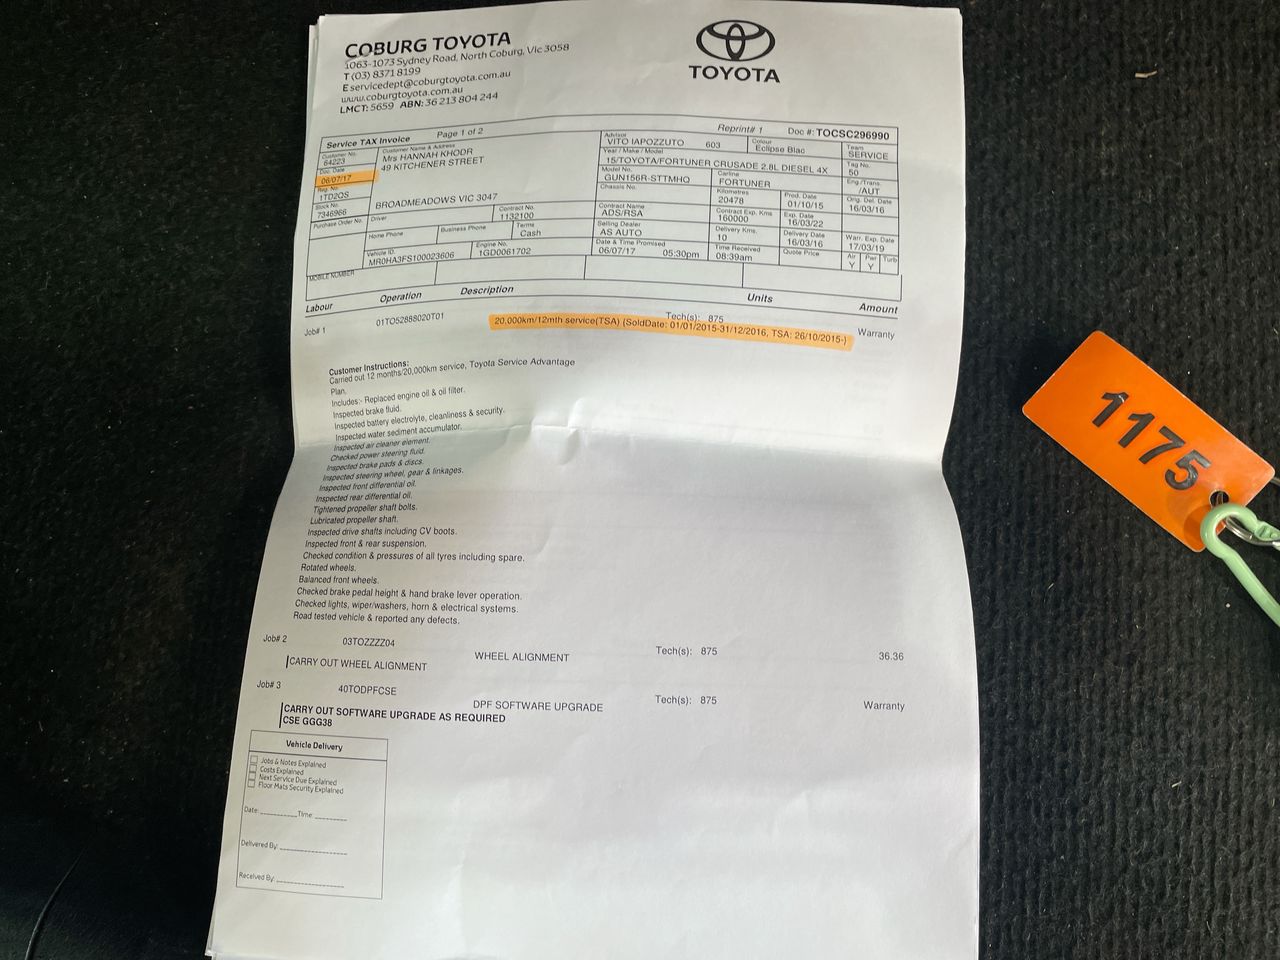 COBURG TOYOTA
1063-1073 Sydney Road, North Coburg, Vic 3058
T (03) 8371 8199
E servicedept@coburgtoyota.com.au
www.coburgtoyota.com.au
LMCT: 5659 ABN: 36 213 804 244
TOYOTA
Service TAX Invoice Page 1 of 2 Reprint# 1 Doc #: TOCSC296990
Customer No.
64223
Doc. Date
06/07/17
Reg. No.
1TD2QS
Stock No.
7346966
Purchase Order No.
Customer Name & Address
Mrs HANNAH KHODR
49 KITCHENER STREET
BROADMEADOWS VIC 3047
Driver
Contract No.
1132100
Home Phone
Business Phone
Terms
Cash
Vehicle ID.
MR0HA3FS100023606
Engine No.
1GD0061702
MOBILE NUMBER
Advisor
VITO IAPOZZUTO 603
Colour
Eclipse Blac
Team
SERVICE
Year / Make / Model
15/TOYOTA/FORTUNER CRUSADE 2.8L DIESEL 4X
Tag No.
50
Model No.
GUN156R-STTMHQ
Carline
FORTUNER
Eng./Trans.
/AUT
Chassis No.
Kilometres
20478
Prod. Date
01/10/15
Orig. Del. Date
16/03/16
Contract Name
ADS/RSA
Contract Exp. Kms
160000
Exp. Date
16/03/22
Selling Dealer
AS AUTO
Delivery Kms.
10
Delivery Date
16/03/16
Warr. Exp. Date
17/03/19
Date & Time Promised
06/07/17 05:30pm
Time Received
08:39am
Quote Price
Air
Y
Pwr
Y
Turb
Labour Operation Description Units Amount
Job# 1 01TO52888020T01 Tech(s): 875
20,000km/12mth service(TSA) (SoldDate: 01/01/2015-31/12/2016, TSA: 26/10/2015-) Warranty
Customer Instructions:
Carried out 12 months/20,000km service, Toyota Service Advantage
Plan.
Includes:- Replaced engine oil & oil filter.
Inspected brake fluid.
Inspected battery electrolyte, cleanliness & security.
Inspected water sediment accumulator.
Inspected air cleaner element.
Checked power steering fluid.
Inspected brake pads & discs.
Inspected steering wheel, gear & linkages.
Inspected front differential oil.
Inspected rear differential oil.
Tightened propeller shaft bolts.
Lubricated propeller shaft.
Inspected drive shafts including CV boots.
Inspected front & rear suspension.
Checked condition & pressures of all tyres including spare.
Rotated wheels.
Balanced front wheels.
Checked brake pedal height & hand brake lever operation.
Checked lights, wiper/washers, horn & electrical systems.
Road tested vehicle & reported any defects.
Job# 2 03TOZZZZ04 WHEEL ALIGNMENT Tech(s): 875 36.36
CARRY OUT WHEEL ALIGNMENT
Job# 3 40TODPFCSE DPF SOFTWARE UPGRADE Tech(s): 875 Warranty
CARRY OUT SOFTWARE UPGRADE AS REQUIRED
CSE GGG38
Vehicle Delivery
Jobs & Notes Explained
Costs Explained
Next Service Due Explained
Floor Mats Security Explained
Date: Time:
Delivered By:
Received By:
1175